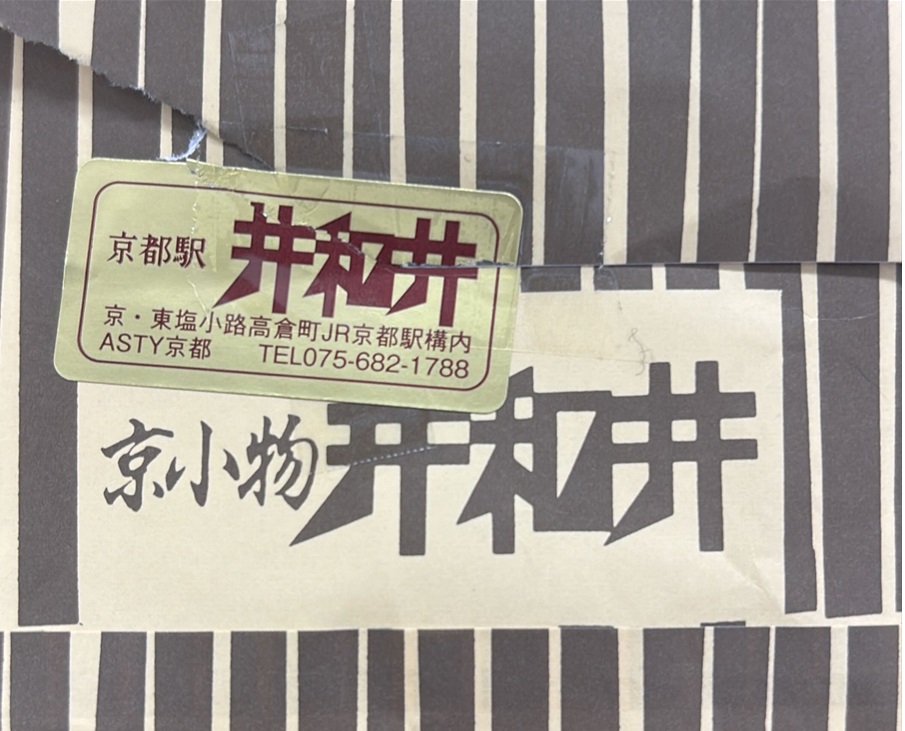 京都駅 井和井
京・東塩小路高倉町JR京都駅構内
ASTY京都 TEL075-682-1788
京小物 井和井